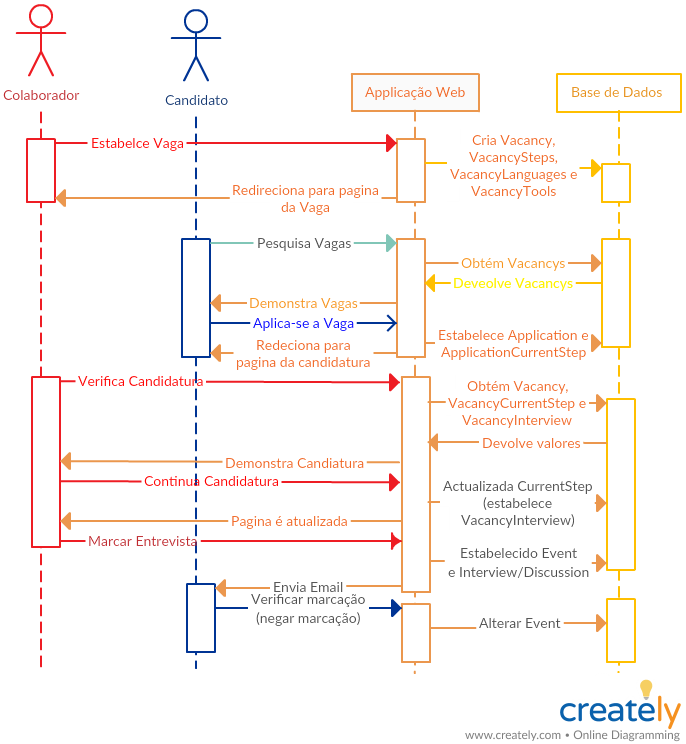 Colaborador
Candidato
Applicação Web
Base de Dados
Estabelce Vaga
Cria Vacancy,
VacancySteps,
VacancyLanguages e
VacancyTools
Redireciona para pagina
da Vaga
Pesquisa Vagas
Obtém Vacancys
Deveolve Vacancys
Demonstra Vagas
Aplica-se a Vaga
Estabelece Application e
ApplicationCurrentStep
Redeciona para
pagina da candidatura
Verifica Candidatura
Obtém Vacancy,
VacancyCurrentStep e
VacancyInterview
Devolve valores
Demonstra Candiatura
Continua Candidatura
Actualizada CurrentStep
(estabelece
VacancyInterview)
Pagina é atualizada
Marcar Entrevista
Estabelecido Event
e Interview/Discussion
Envia Email
Verificar marcação
(negar marcação)
Alterar Event
creately
www.creately.com • Online Diagramming